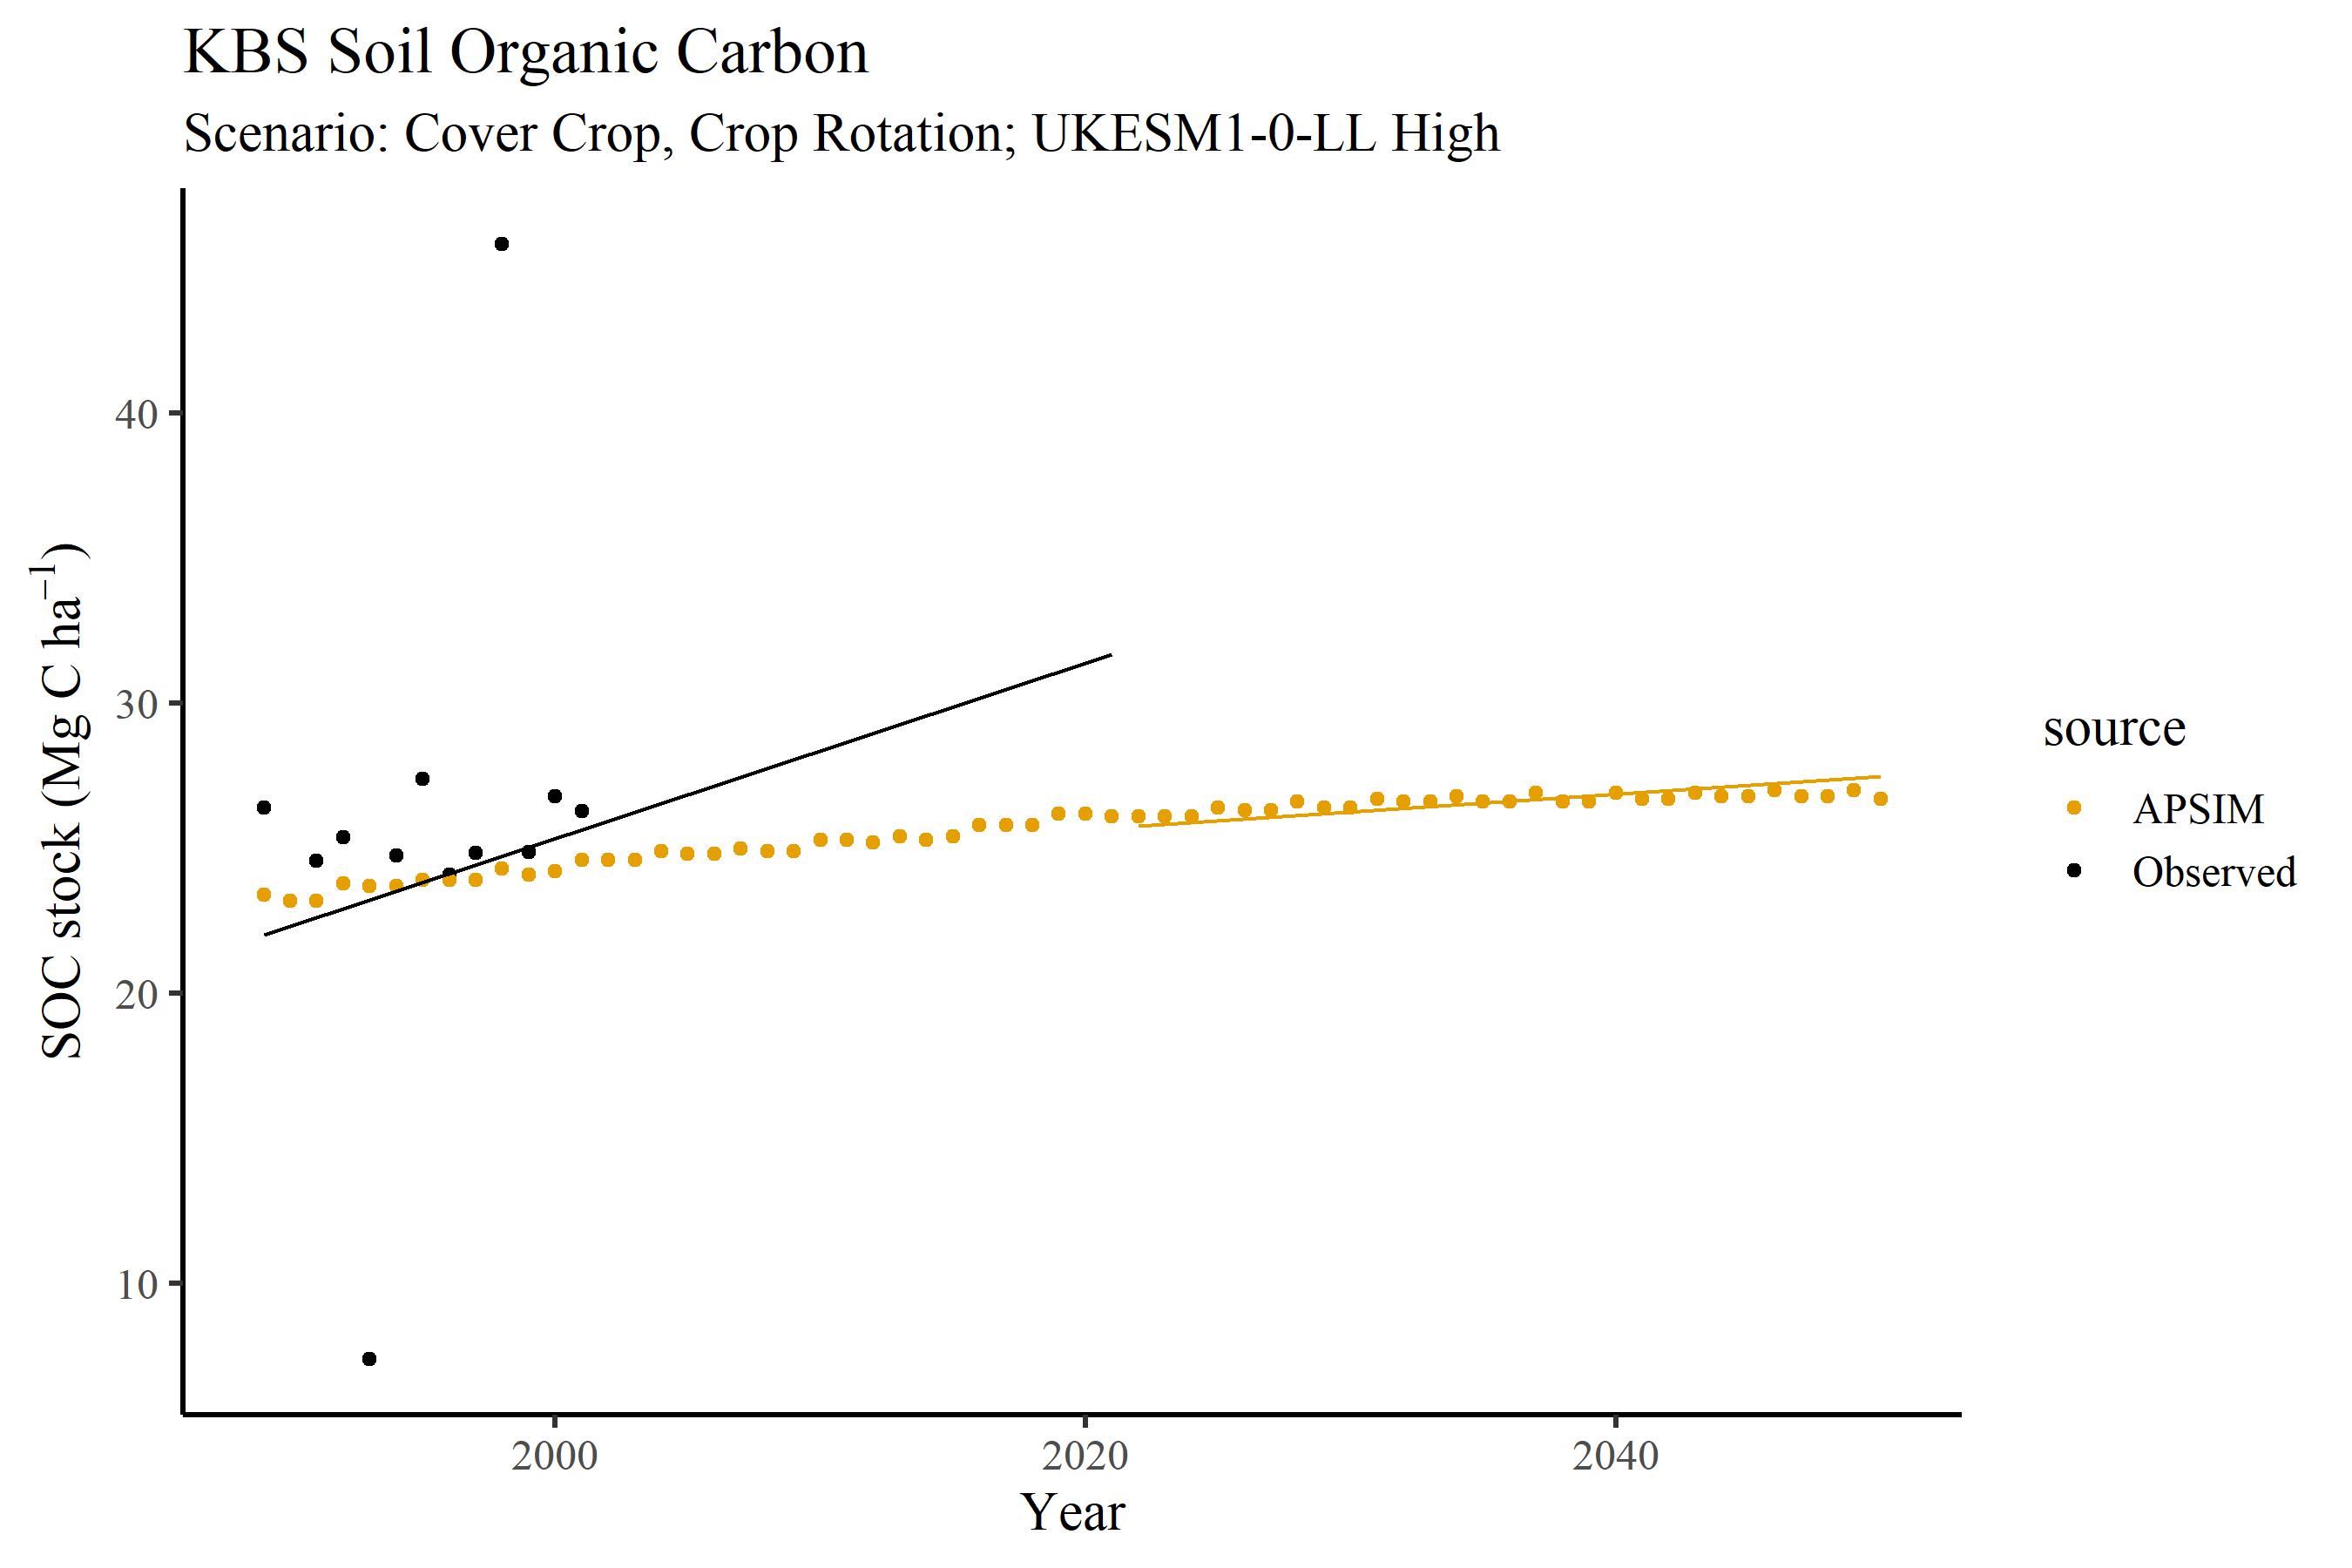 KBS Soil Organic Carbon
Scenario: Cover Crop, Crop Rotation; UKESM1-0-LL High
SOC stock (Mg C ha⁻¹)
40
30
20
10
2000 2020 2040
Year
source
APSIM
Observed